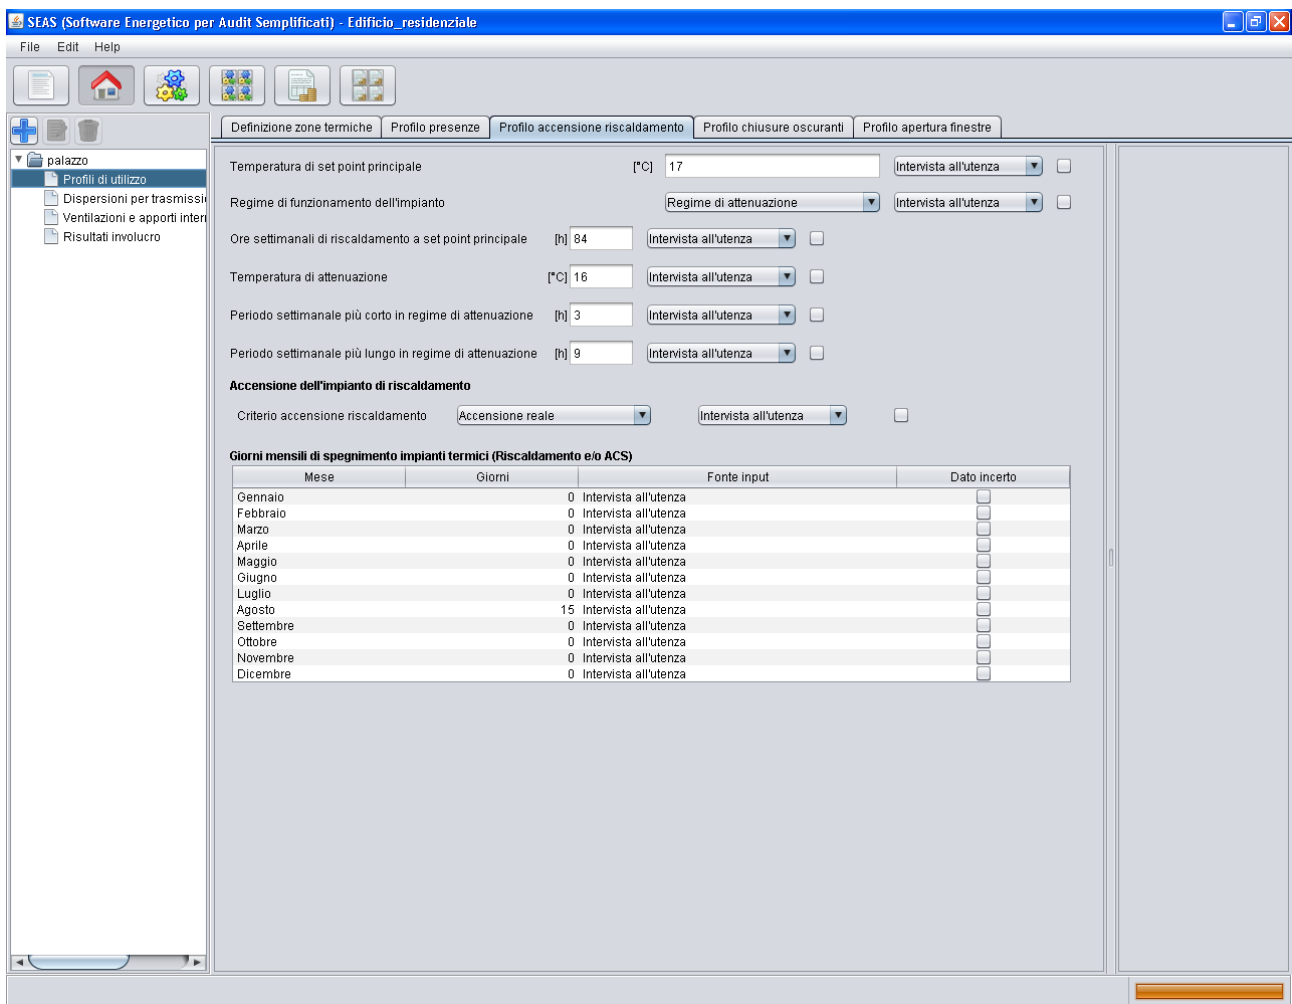 SEAS (Software Energetico per Audit Semplificati) - Edificio_residenziale
File Edit Help
Definizione zone termiche Profilo presenze Profilo accensione riscaldamento Profilo chiusure oscuranti Profilo apertura finestre
palazzo
Profili di utilizzo
Dispersioni per trasmissi
Ventilazioni e apporti inter
Risultati involucro
Temperatura di set point principale [°C] 17 Intervista all'utenza
Regime di funzionamento dell'impianto Regime di attenuazione Intervista all'utenza
Ore settimanali di riscaldamento a set point principale [h] 84 Intervista all'utenza
Temperatura di attenuazione [°C] 16 Intervista all'utenza
Periodo settimanale più corto in regime di attenuazione [h] 3 Intervista all'utenza
Periodo settimanale più lungo in regime di attenuazione [h] 9 Intervista all'utenza
Accensione dell'impianto di riscaldamento
Criterio accensione riscaldamento Accensione reale Intervista all'utenza
Giorni mensili di spegnimento impianti termici (Riscaldamento e/o ACS)
Mese Giorni Fonte input Dato incerto
Gennaio 0 Intervista all'utenza
Febbraio 0 Intervista all'utenza
Marzo 0 Intervista all'utenza
Aprile 0 Intervista all'utenza
Maggio 0 Intervista all'utenza
Giugno 0 Intervista all'utenza
Luglio 0 Intervista all'utenza
Agosto 15 Intervista all'utenza
Settembre 0 Intervista all'utenza
Ottobre 0 Intervista all'utenza
Novembre 0 Intervista all'utenza
Dicembre 0 Intervista all'utenza